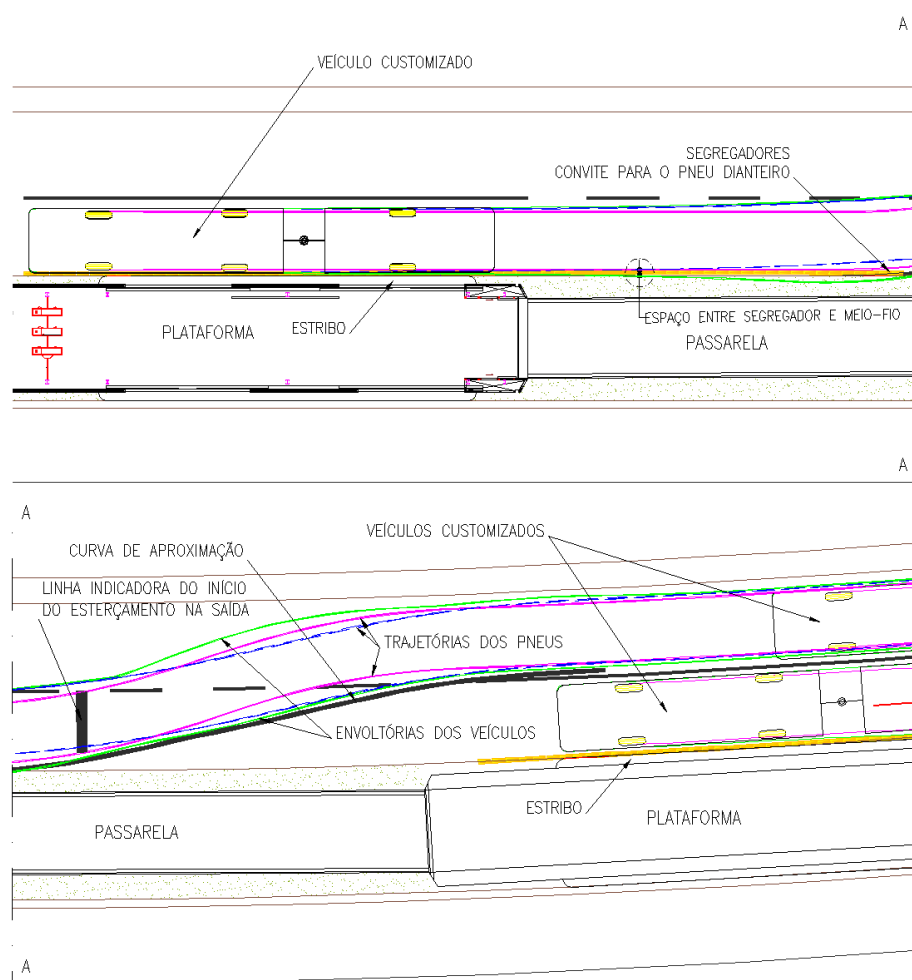 A
VEÍCULO CUSTOMIZADO
SEGREGADORES
CONVITE PARA O PNEU DIANTEIRO
PLATAFORMA
ESTRIBO
ESPAÇO ENTRE SEGREGADOR E MEIO-FIO
PASSARELA
A
A
VEÍCULOS CUSTOMIZADOS
CURVA DE APROXIMAÇÃO
LINHA INDICADORA DO INÍCIO
DO ESTERÇAMENTO NA SAÍDA
TRAJETÓRIAS DOS PNEUS
ENVOLTÓRIAS DOS VEÍCULOS
ESTRIBO
PLATAFORMA
PASSARELA
A